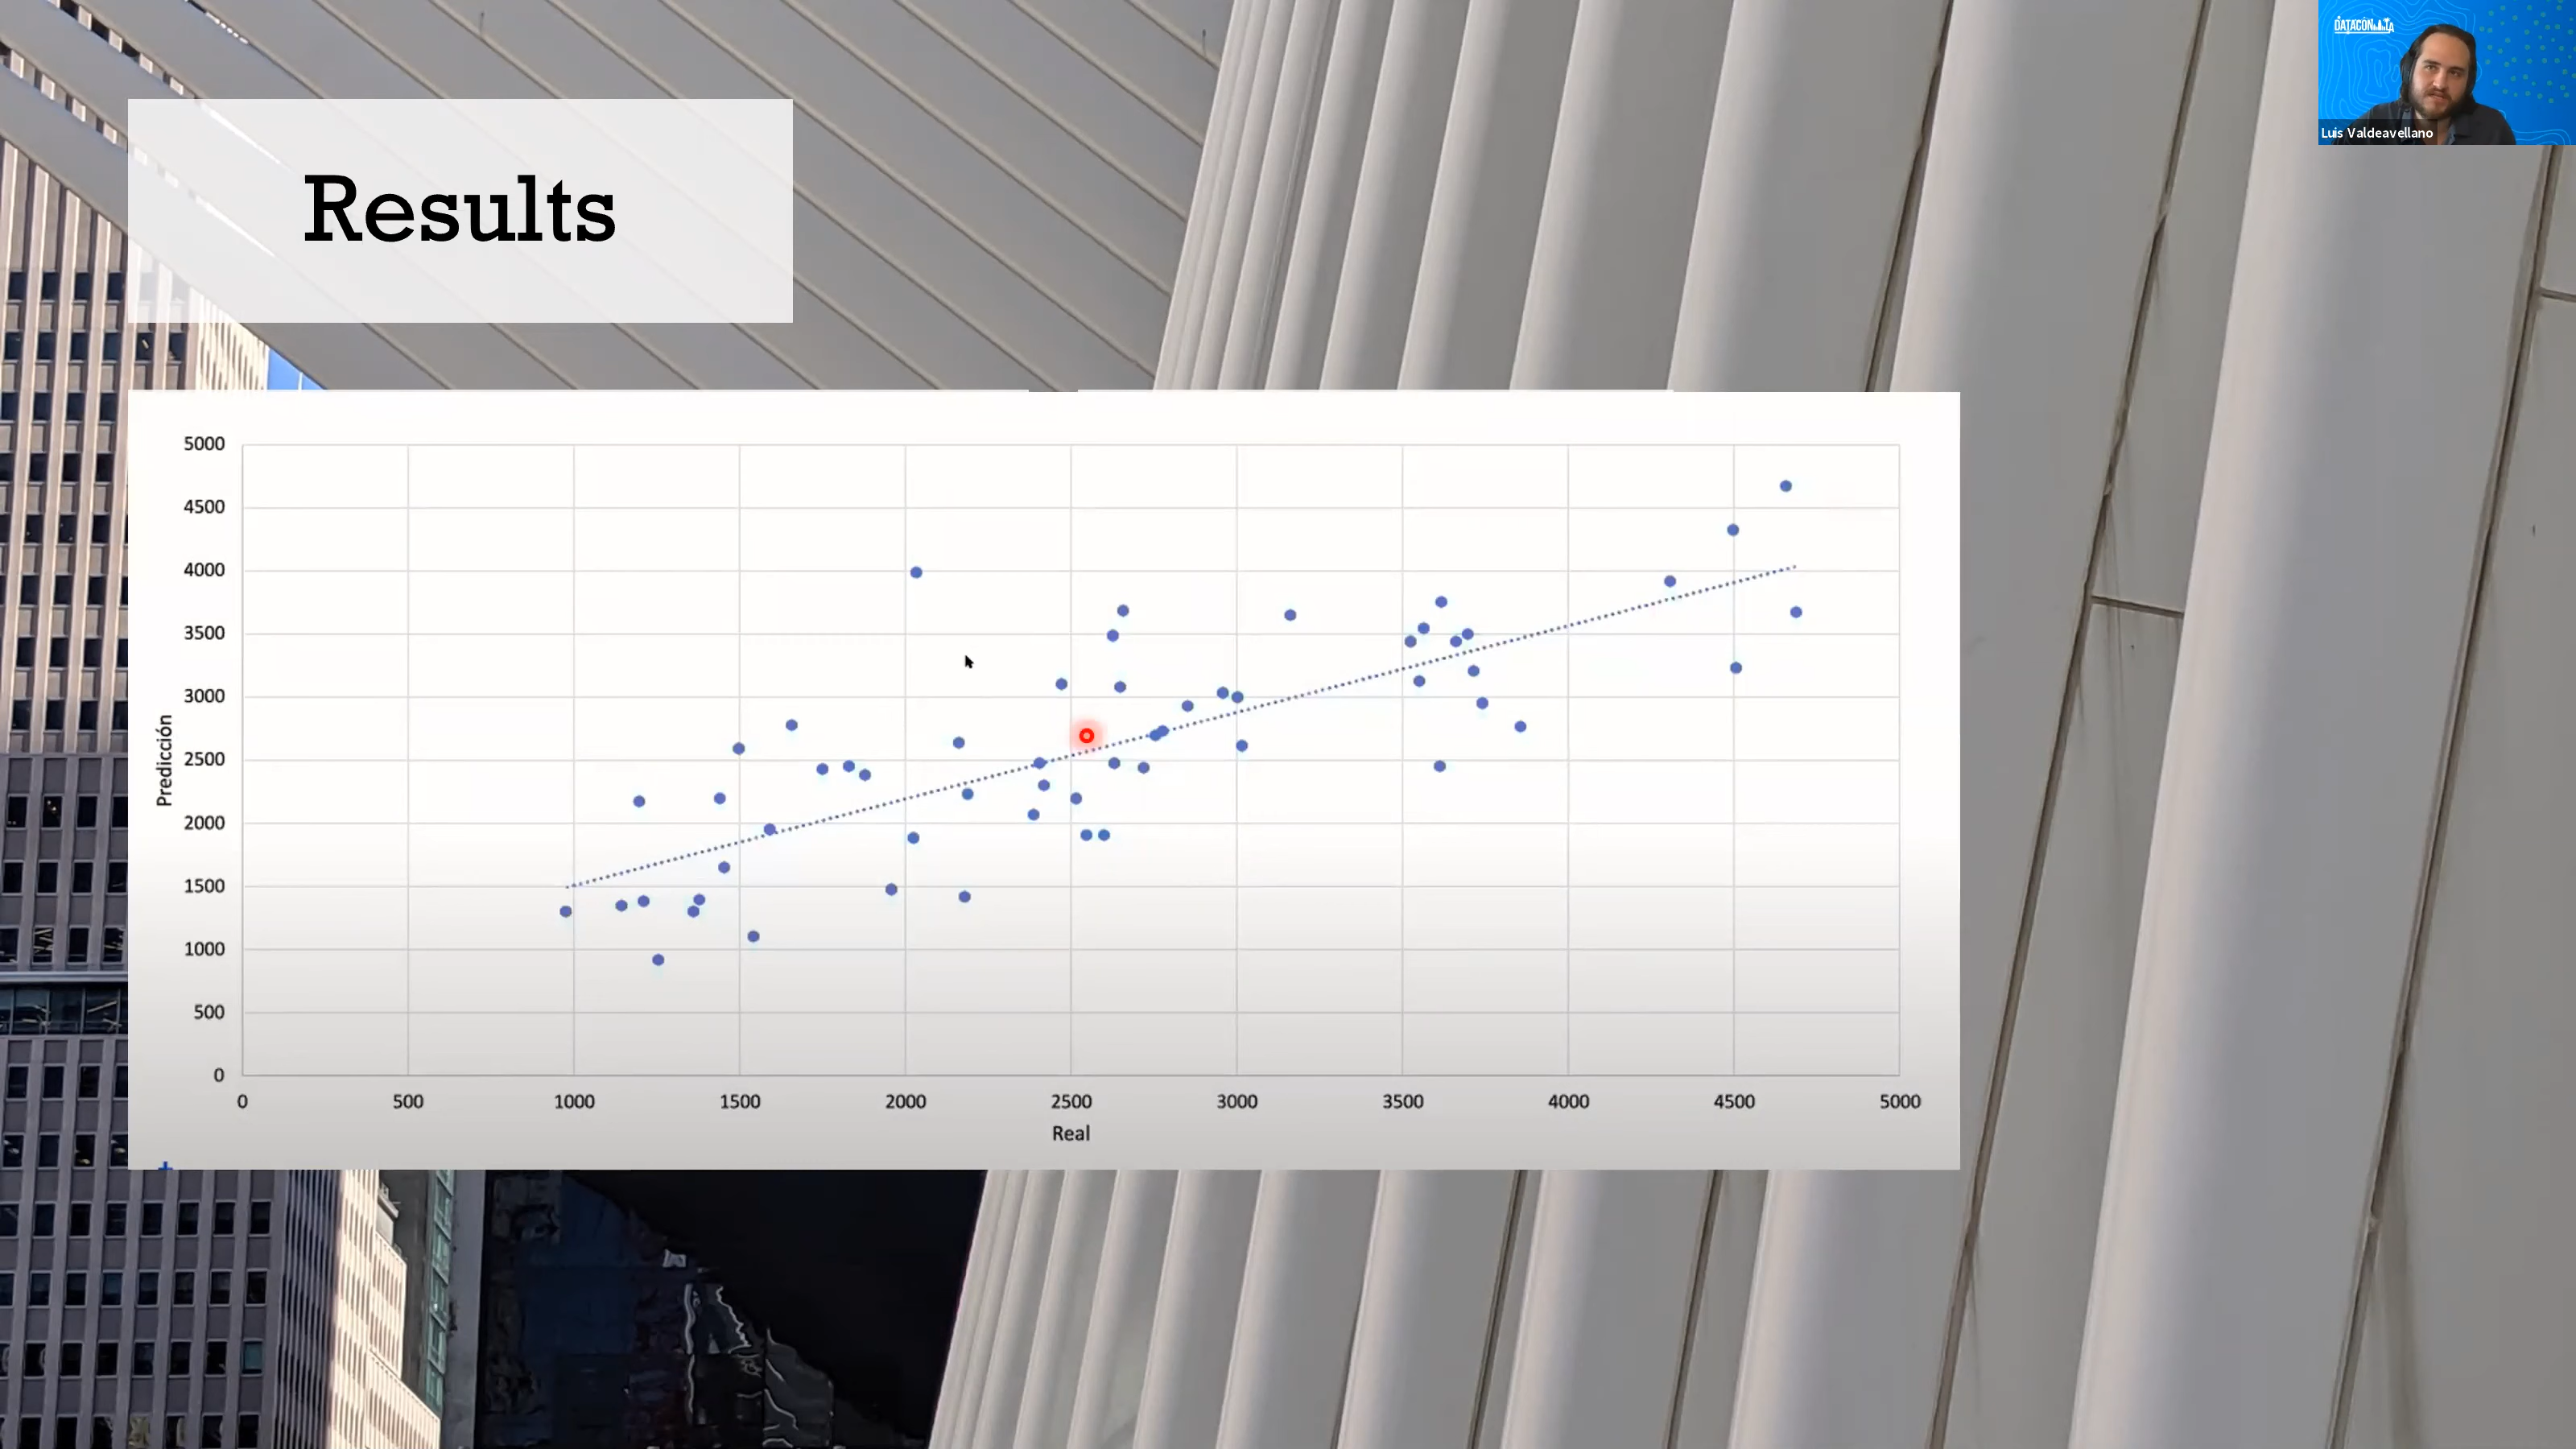 DATACON
Luis Valdeavellano
Results
5000
4500
4000
3500
3000
2500
2000
1500
1000
500
0
Predicción
0 500 1000 1500 2000 2500 3000 3500 4000 4500 5000
Real